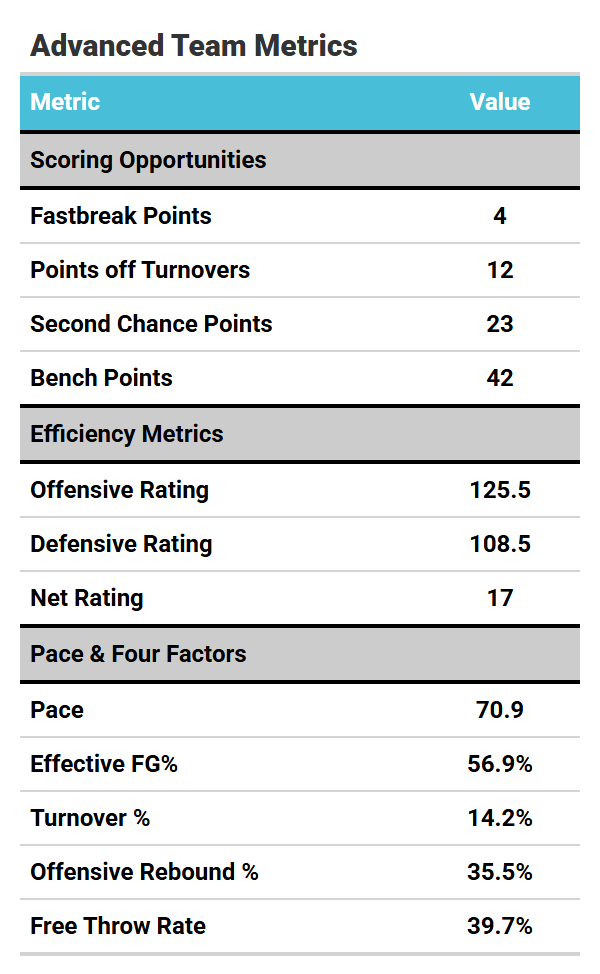 Advanced Team Metrics
Metric Value
Scoring Opportunities
Fastbreak Points 4
Points off Turnovers 12
Second Chance Points 23
Bench Points 42
Efficiency Metrics
Offensive Rating 125.5
Defensive Rating 108.5
Net Rating 17
Pace & Four Factors
Pace 70.9
Effective FG% 56.9%
Turnover % 14.2%
Offensive Rebound % 35.5%
Free Throw Rate 39.7%